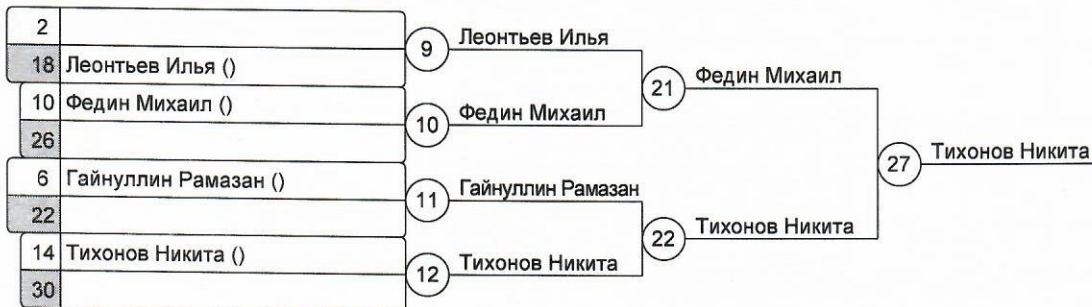 2
18 Леонтьев Илья ()
9 Леонтьев Илья
10 Федин Михаил ()
26
10 Федин Михаил
21 Федин Михаил
6 Гайнуллин Рамазан ()
22
11 Гайнуллин Рамазан
14 Тихонов Никита ()
30
12 Тихонов Никита
22 Тихонов Никита
27 Тихонов Никита